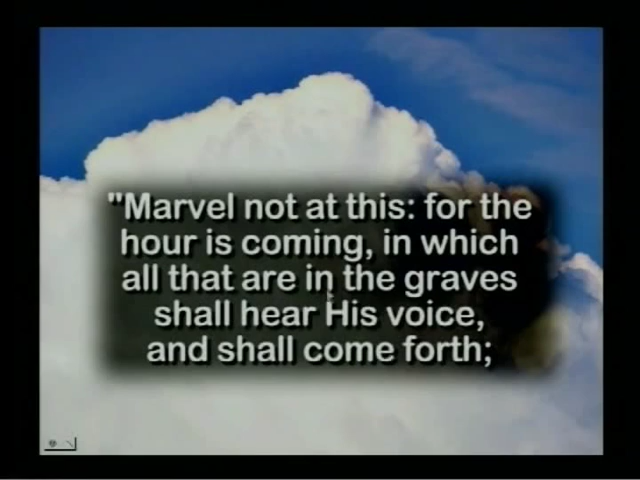 "Marvel not at this: for the
hour is coming, in which
all that are in the graves
shall hear His voice,
and shall come forth;